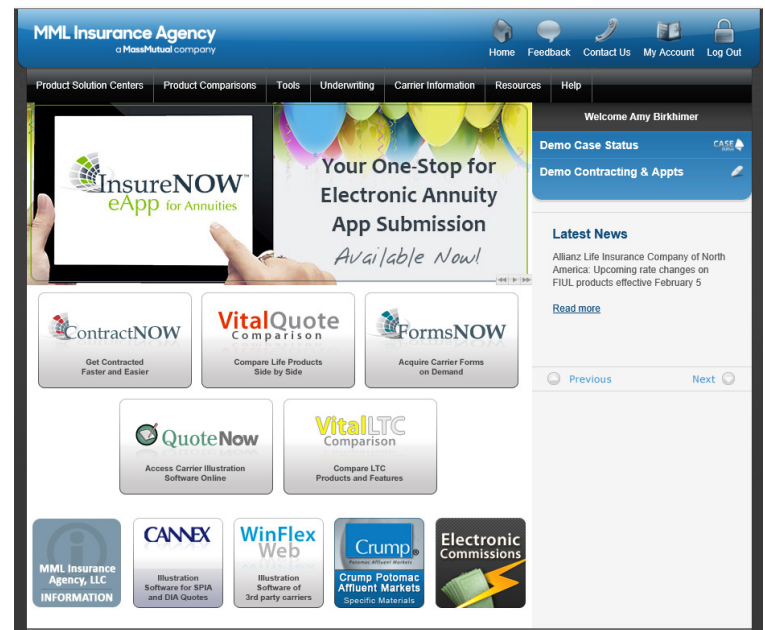 MML Insurance Agency
a MassMutual company
Home Feedback Contact Us My Account Log Out
Product Solution Centers Product Comparisons Tools Underwriting Carrier Information Resources Help
InsureNOW™
eApp for Annuities
Your One-Stop for
Electronic Annuity
App Submission
Available Now!
Welcome Amy Birkhimer
Demo Case Status
CASE
Demo Contracting & Appts
Latest News
Allianz Life Insurance Company of North
America: Upcoming rate changes on
FIUL products effective February 5
Read more
Previous Next
ContractNOW
Get Contracted
Faster and Easier
VitalQuote
Comparison
Compare Life Products
Side by Side
FormsNOW
Acquire Carrier Forms
on Demand
QuoteNow
Access Carrier Illustration
Software Online
VitalLTC
Comparison
Compare LTC
Products and Features
MML Insurance
Agency, LLC
INFORMATION
CANNEX
Illustration
Software for SPIA
and DIA Quotes
WinFlex
Web
Illustration
Software of
3rd party carriers
Crump®
Potomac Affluent Markets
Crump Potomac
Affluent Markets
Specific Materials
Electronic
Commissions